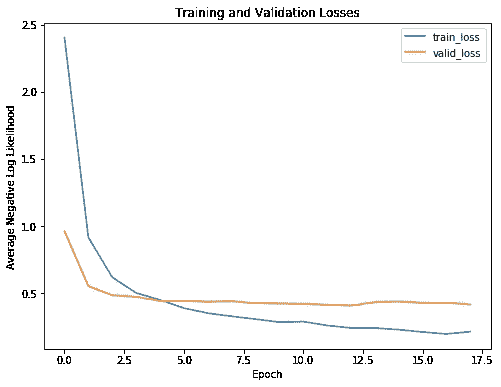 Training and Validation Losses
train_loss
valid_loss
Average Negative Log Likelihood
2.5
2.0
1.5
1.0
0.5
0.0 2.5 5.0 7.5 10.0 12.5 15.0 17.5
Epoch